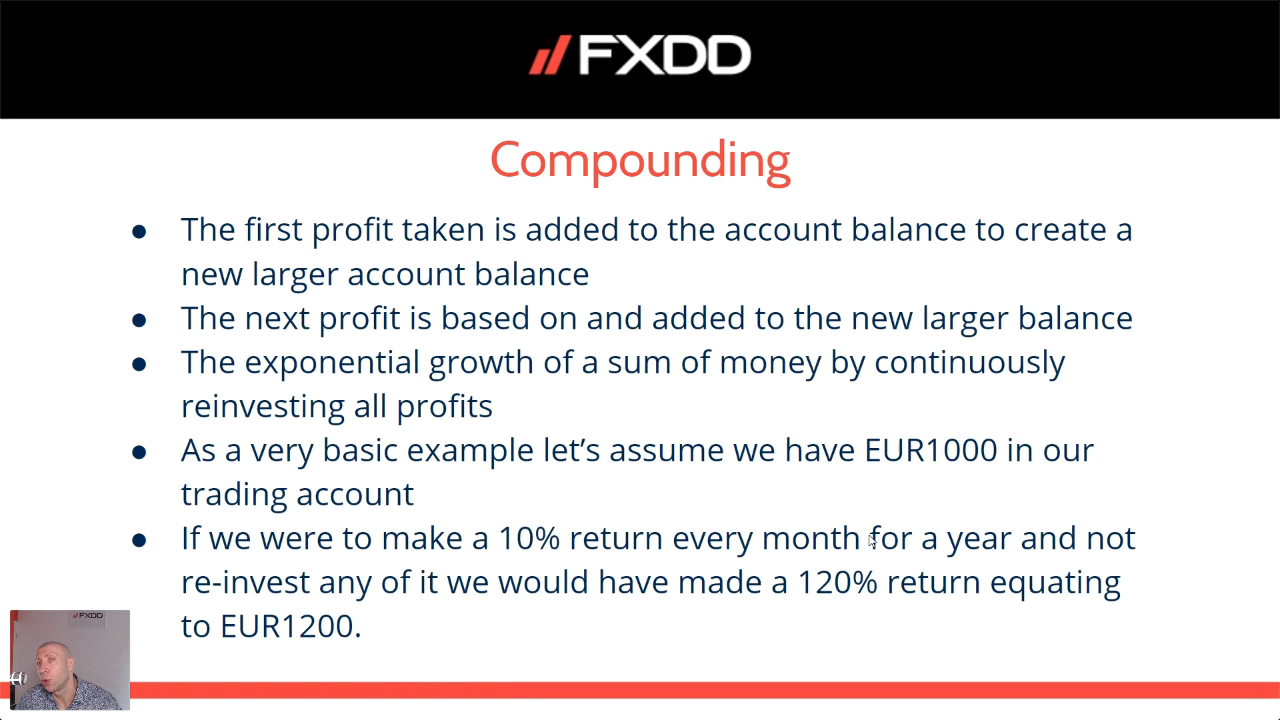 FXDD
Compounding
● The first profit taken is added to the account balance to create a
new larger account balance
● The next profit is based on and added to the new larger balance
● The exponential growth of a sum of money by continuously
reinvesting all profits
● As a very basic example let’s assume we have EUR1000 in our
trading account
● If we were to make a 10% return every month for a year and not
re-invest any of it we would have made a 120% return equating
to EUR1200.
FXDD